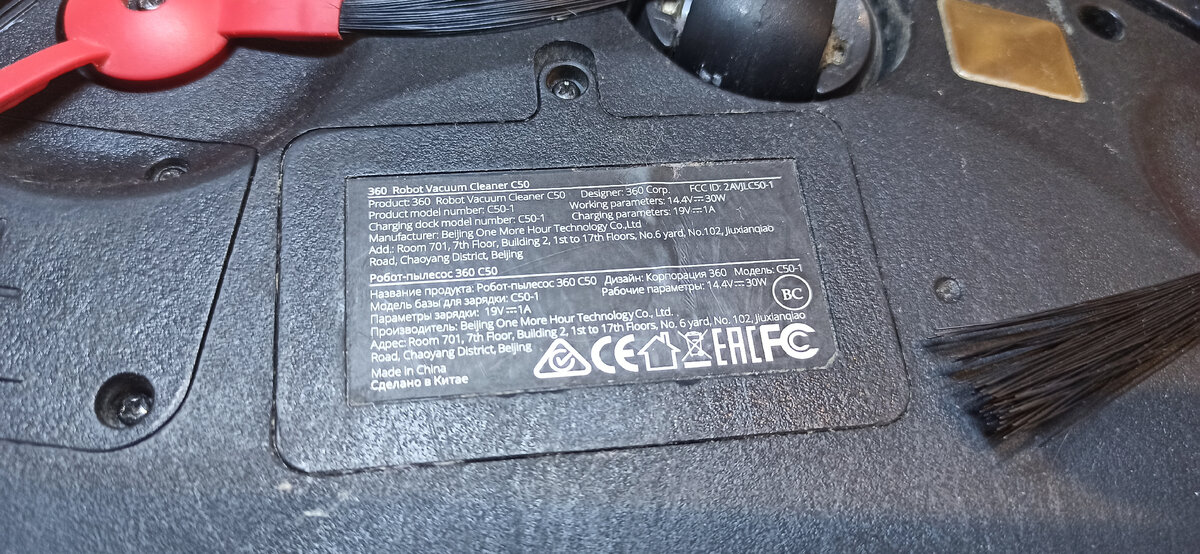 360 Robot Vacuum Cleaner C50
Product: 360 Robot Vacuum Cleaner C50 Designer: 360 Corp. FCC ID: 2AVJLC50-1
Product model number: C50-1 Working parameters: 14.4V⎓30W
Charging dock model number: C50-1 Charging parameters: 19V⎓1A
Manufacturer: Beijing One More Hour Technology Co.,Ltd
Add.: Room 701, 7th Floor, Building 2, 1st to 17th Floors, No.6 yard, No.102, Jiuxianqiao
Road, Chaoyang District, Beijing
Робот-пылесос 360 C50
Название продукта: Робот-пылесос 360 C50 Дизайн: Корпорация 360 Модель: C50-1
Модель базы для зарядки: C50-1 Рабочие параметры: 14.4V⎓30W
Параметры зарядки: 19V⎓1A
Производитель: Beijing One More Hour Technology Co., Ltd.
Адрес: Room 701, 7th Floor, Building 2, 1st to 17th Floors, No. 6 yard, No. 102, Jiuxianqiao
Road, Chaoyang District, Beijing
BC
CE EAC FC
Made in China
Сделано в Китае